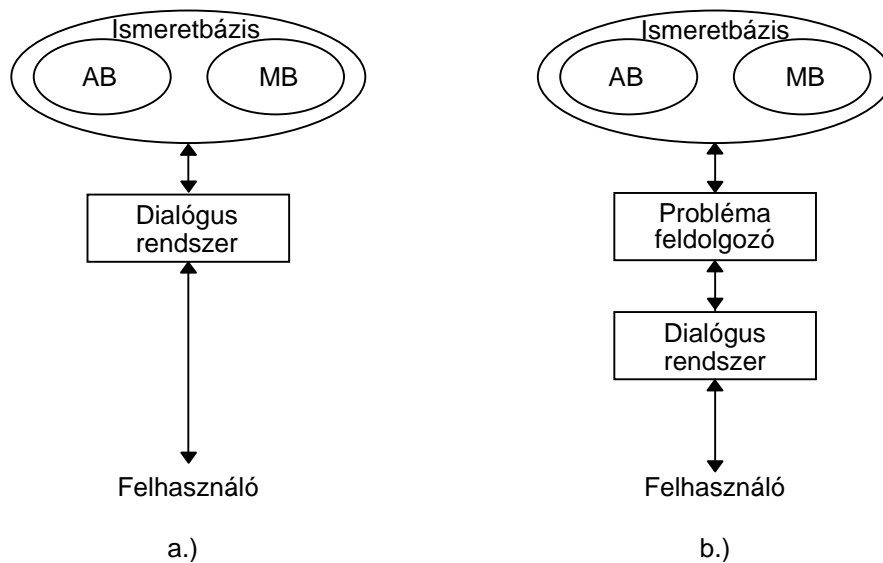 Ismeretbázis
AB
MB
Dialógus
rendszer
Felhasználó
a.)
Ismeretbázis
AB
MB
Probléma
feldolgozó
Dialógus
rendszer
Felhasználó
b.)